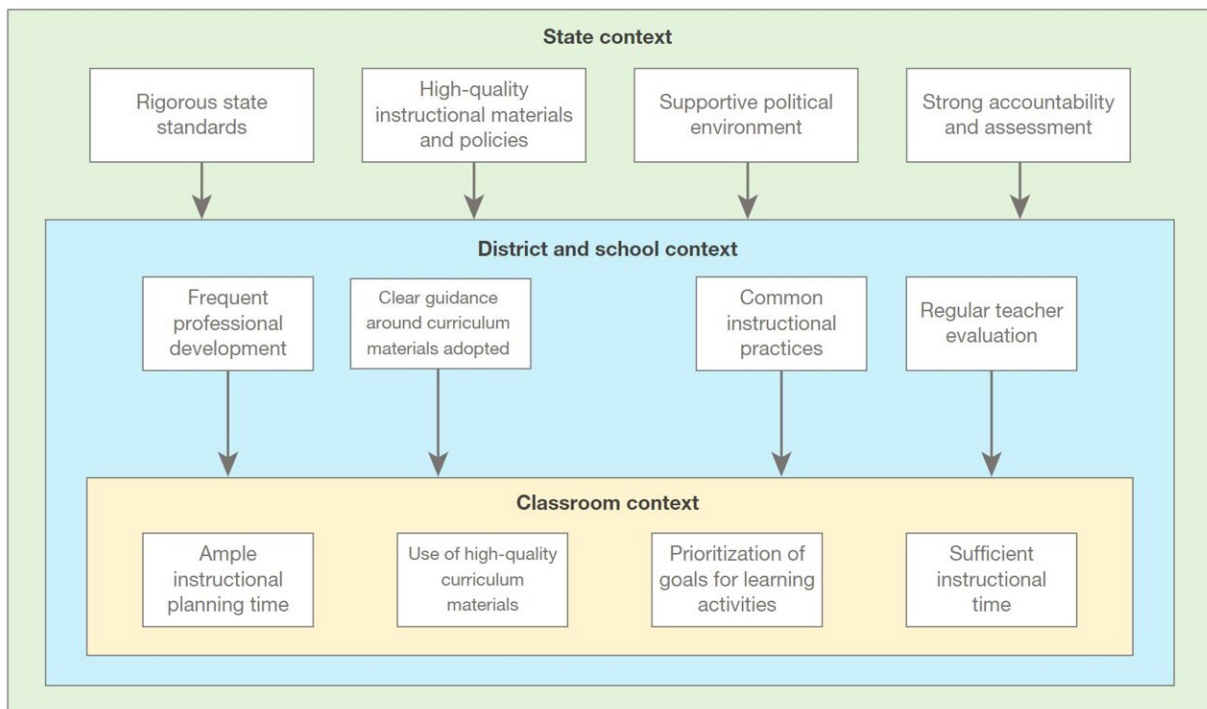 State context
Rigorous state
standards
High-quality
instructional materials
and policies
Supportive political
environment
Strong accountability
and assessment
District and school context
Frequent
professional
development
Clear guidance
around curriculum
materials adopted
Common
instructional
practices
Regular teacher
evaluation
Classroom context
Ample
instructional
planning time
Use of high-quality
curriculum
materials
Prioritization of
goals for learning
activities
Sufficient
instructional
time